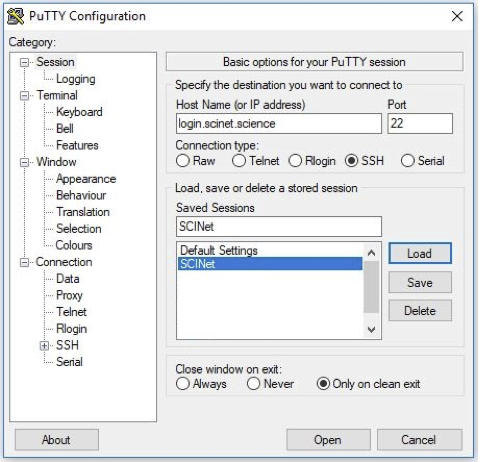 PuTTY Configuration
Category:
Session
Logging
Terminal
Keyboard
Bell
Features
Window
Appearance
Behaviour
Translation
Selection
Colours
Connection
Data
Proxy
Telnet
Rlogin
SSH
Serial
Basic options for your PuTTY session
Specify the destination you want to connect to
Host Name (or IP address) Port
login.scinet.science 22
Connection type:
Raw Telnet Rlogin SSH Serial
Load, save or delete a stored session
Saved Sessions
SCINet
Default Settings
SCINet
Load
Save
Delete
Close window on exit:
Always Never Only on clean exit
About Open Cancel